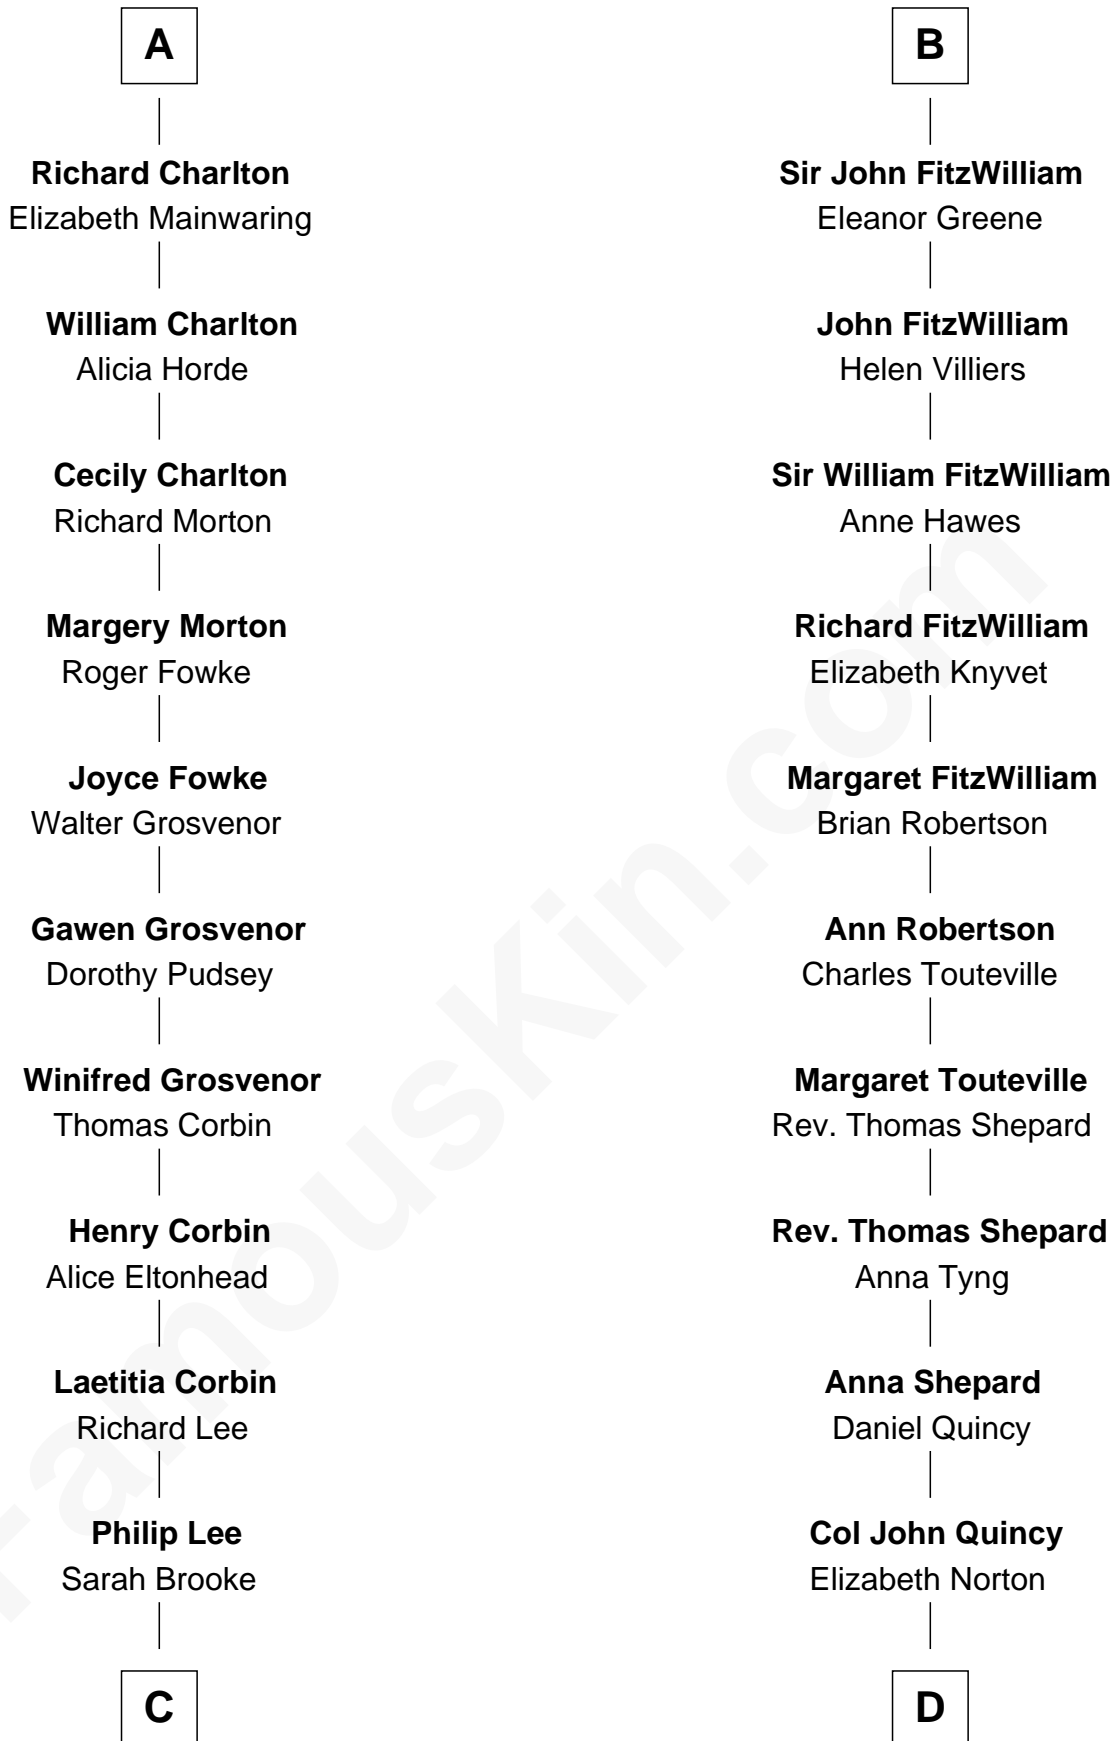 A
Richard Charlton
Elizabeth Mainwaring
William Charlton
Alicia Horde
Cecily Charlton
Richard Morton
Margery Morton
Roger Fowke
Joyce Fowke
Walter Grosvenor
Gawen Grosvenor
Dorothy Pudsey
Winifred Grosvenor
Thomas Corbin
Henry Corbin
Alice Eltonhead
Laetitia Corbin
Richard Lee
Philip Lee
Sarah Brooke
C
B
Sir John FitzWilliam
Eleanor Greene
John FitzWilliam
Helen Villiers
Sir William FitzWilliam
Anne Hawes
Richard FitzWilliam
Elizabeth Knyvet
Margaret FitzWilliam
Brian Robertson
Ann Robertson
Charles Touteville
Margaret Touteville
Rev. Thomas Shepard
Rev. Thomas Shepard
Anna Tyng
Anna Shepard
Daniel Quincy
Col John Quincy
Elizabeth Norton
D
FamousKin.com